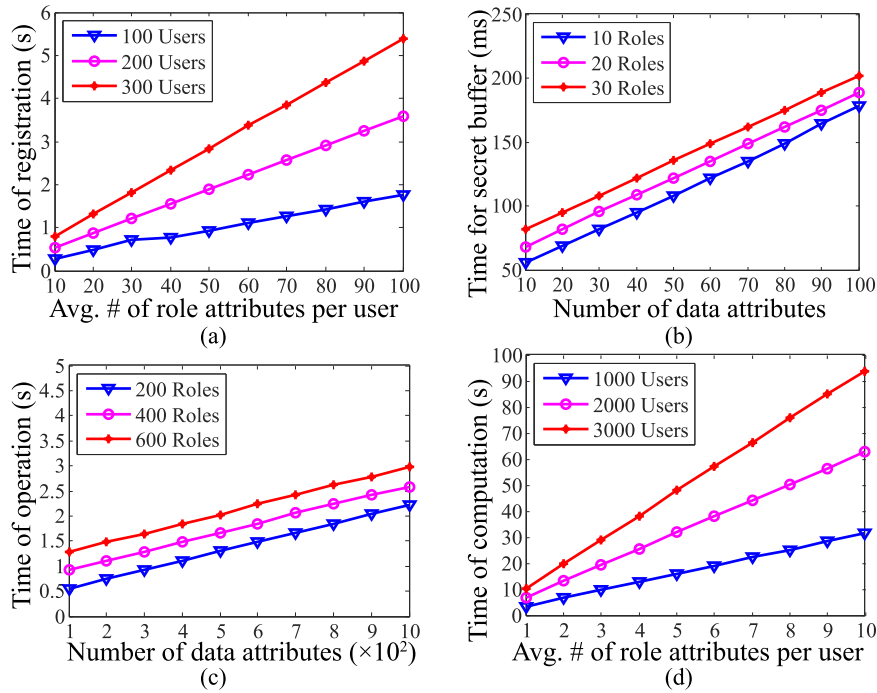 6
5
4
3
2
1
0
Time of registration (s)
100 Users
200 Users
300 Users
10 20 30 40 50 60 70 80 90 100
Avg. # of role attributes per user
(a)
250
200
150
100
50
Time for secret buffer (ms)
10 Roles
20 Roles
30 Roles
10 20 30 40 50 60 70 80 90 100
Number of data attributes
(b)
5
4.5
4
3.5
3
2.5
2
1.5
1
0.5
0
Time of operation (s)
200 Roles
400 Roles
600 Roles
1 2 3 4 5 6 7 8 9 10
Number of data attributes (×10²)
(c)
100
90
80
70
60
50
40
30
20
10
0
Time of computation (s)
1000 Users
2000 Users
3000 Users
1 2 3 4 5 6 7 8 9 10
Avg. # of role attributes per user
(d)